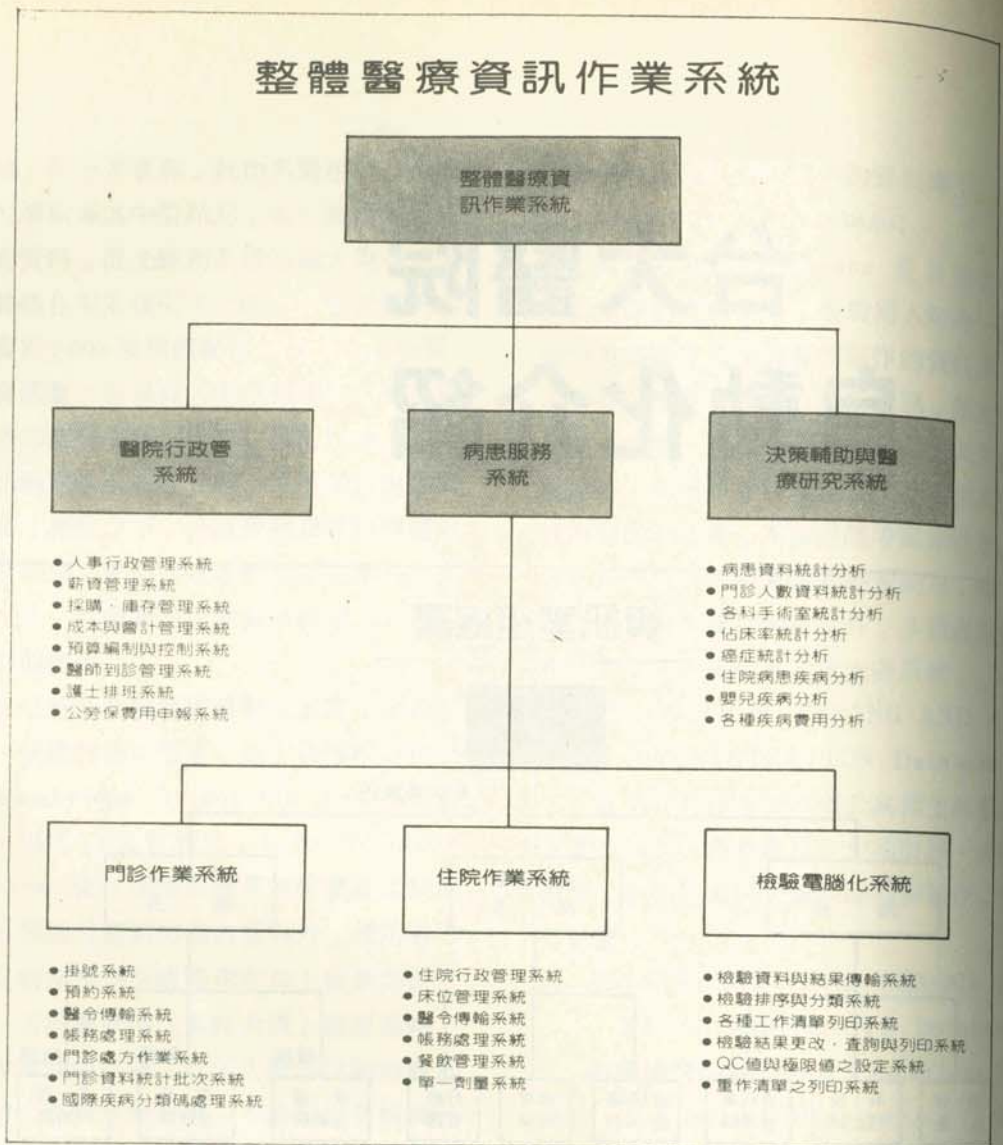 整體醫療資訊作業系統
整體醫療資
訊作業系統
醫院行政管
系統
病患服務
系統
決策輔助與醫
療研究系統
●人事行政管理系統
●薪資管理系統
●採購·庫存管理系統
●成本與會計管理系統
●預算編制與控制系統
●醫師到診管理系統
●護士排班系統
●公勞保費用申報系統
●病患資料統計分析
●門診人數資料統計分析
●各科手術室統計分析
●佔床率統計分析
●癌症統計分析
●住院病患疾病分析
●嬰兒疾病分析
●各種疾病費用分析
門診作業系統
住院作業系統
檢驗電腦化系統
●掛號系統
●預約系統
●醫令傳輸系統
●帳務處理系統
●門診處方作業系統
●門診資料統計批次系統
●國際疾病分類碼處理系統
●住院行政管理系統
●床位管理系統
●醫令傳輸系統
●帳務處理系統
●餐飲管理系統
●單一劑量系統
●檢驗資料與結果傳輸系統
●檢驗排序與分類系統
●各種工作清單列印系統
●檢驗結果更改·查詢與列印系統
●QC值與極限值之設定系統
●重作清單之列印系統
台大醫院
自動化介紹